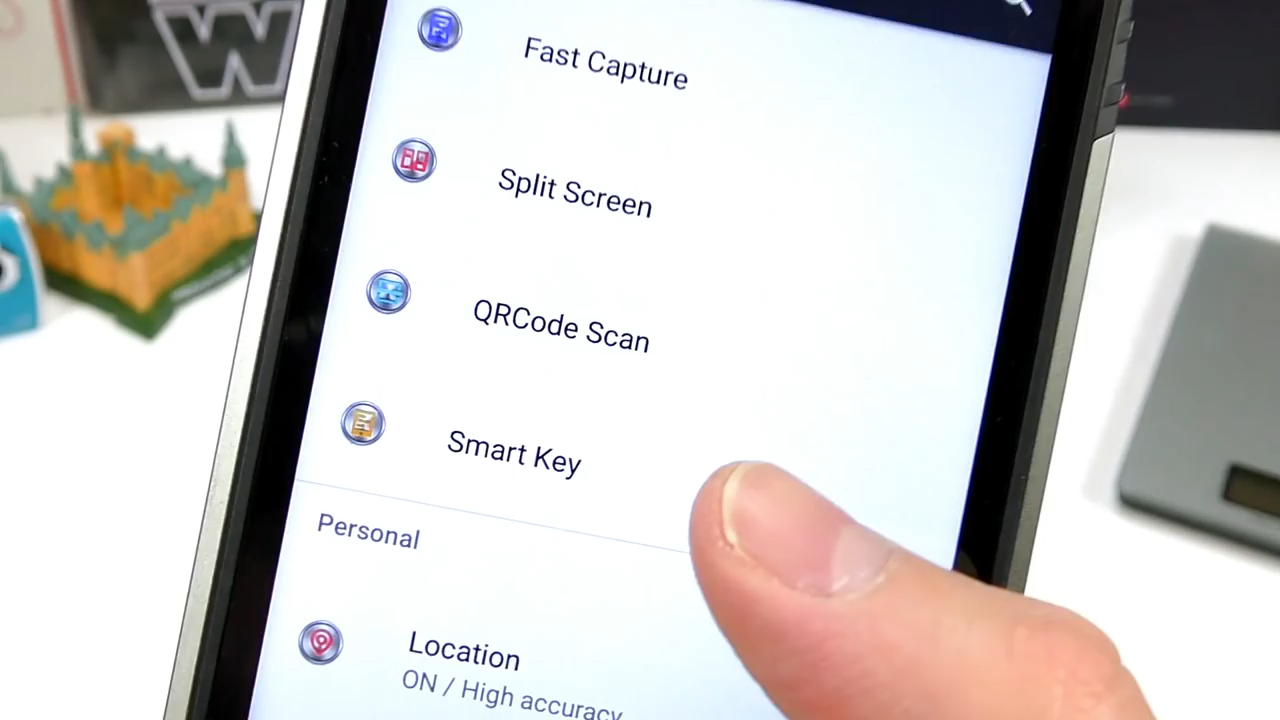 W
Fast Capture
Split Screen
QRCode Scan
Smart Key
Personal
Location
ON / High accuracy